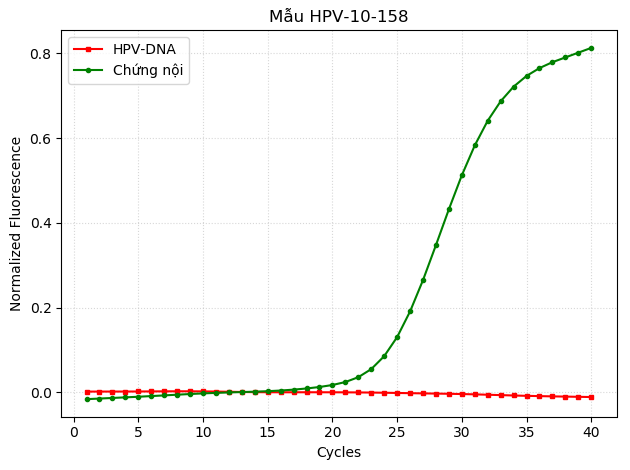 Mẫu HPV-10-158
HPV-DNA
Chứng nội
Normalized Fluorescence
0.8
0.6
0.4
0.2
0.0
0 5 10 15 20 25 30 35 40
Cycles